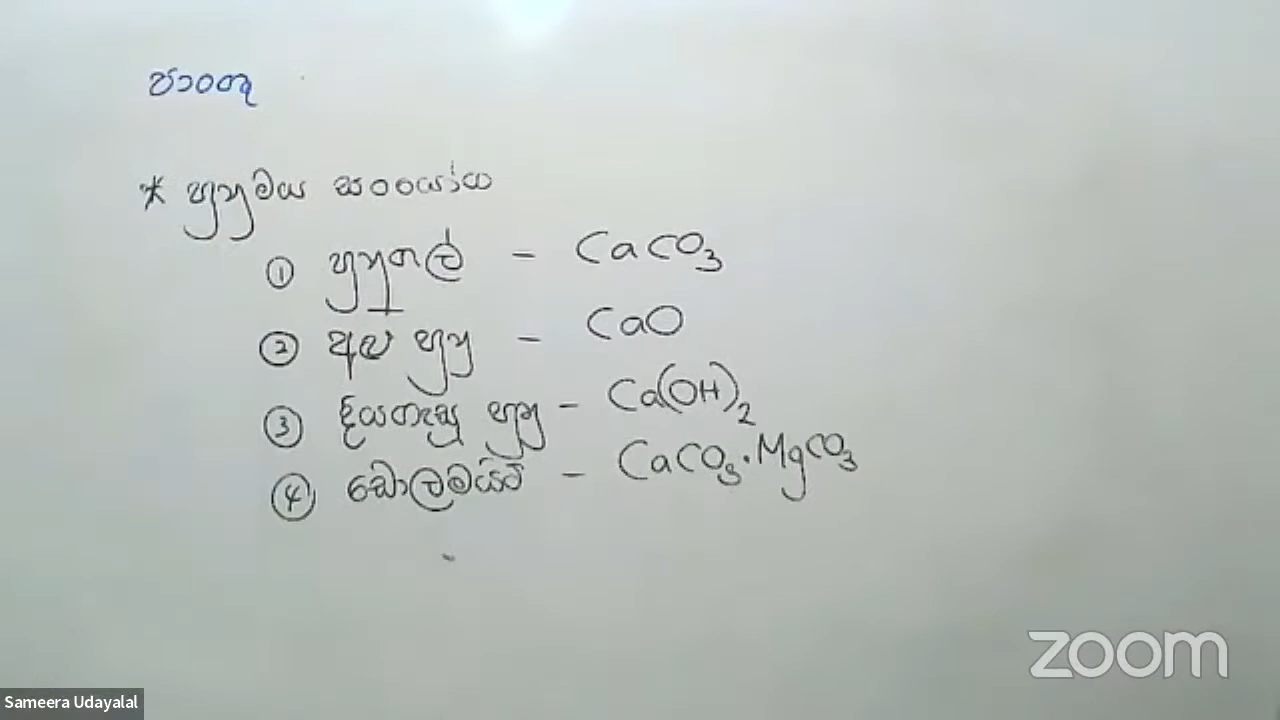 පාංශු
* හුනුමය සංයෝග
① හුනුගල් - CaCO₃
② අළු හුනු - CaO
③ දියගැසූ හුනු - Ca(OH)₂
④ ඩොලමයිට් - CaCO₃.MgCO₃
zoom
Sameera Udayalal